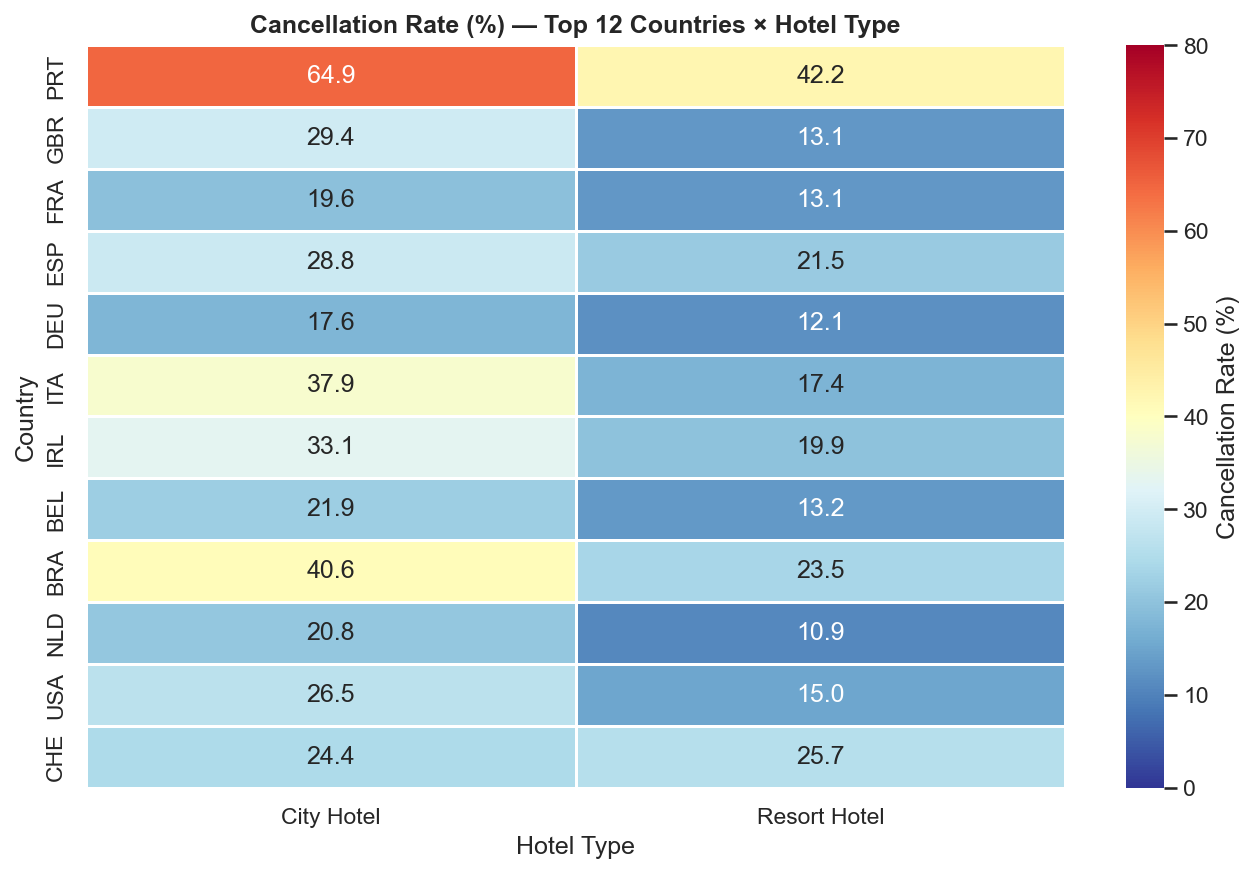 Cancellation Rate (%) — Top 12 Countries × Hotel Type
Country
PRT 64.9 42.2
GBR 29.4 13.1
FRA 19.6 13.1
ESP 28.8 21.5
DEU 17.6 12.1
ITA 37.9 17.4
IRL 33.1 19.9
BEL 21.9 13.2
BRA 40.6 23.5
NLD 20.8 10.9
USA 26.5 15.0
CHE 24.4 25.7
City Hotel Resort Hotel
Hotel Type
80
70
60
50
40
30
20
10
0
Cancellation Rate (%)